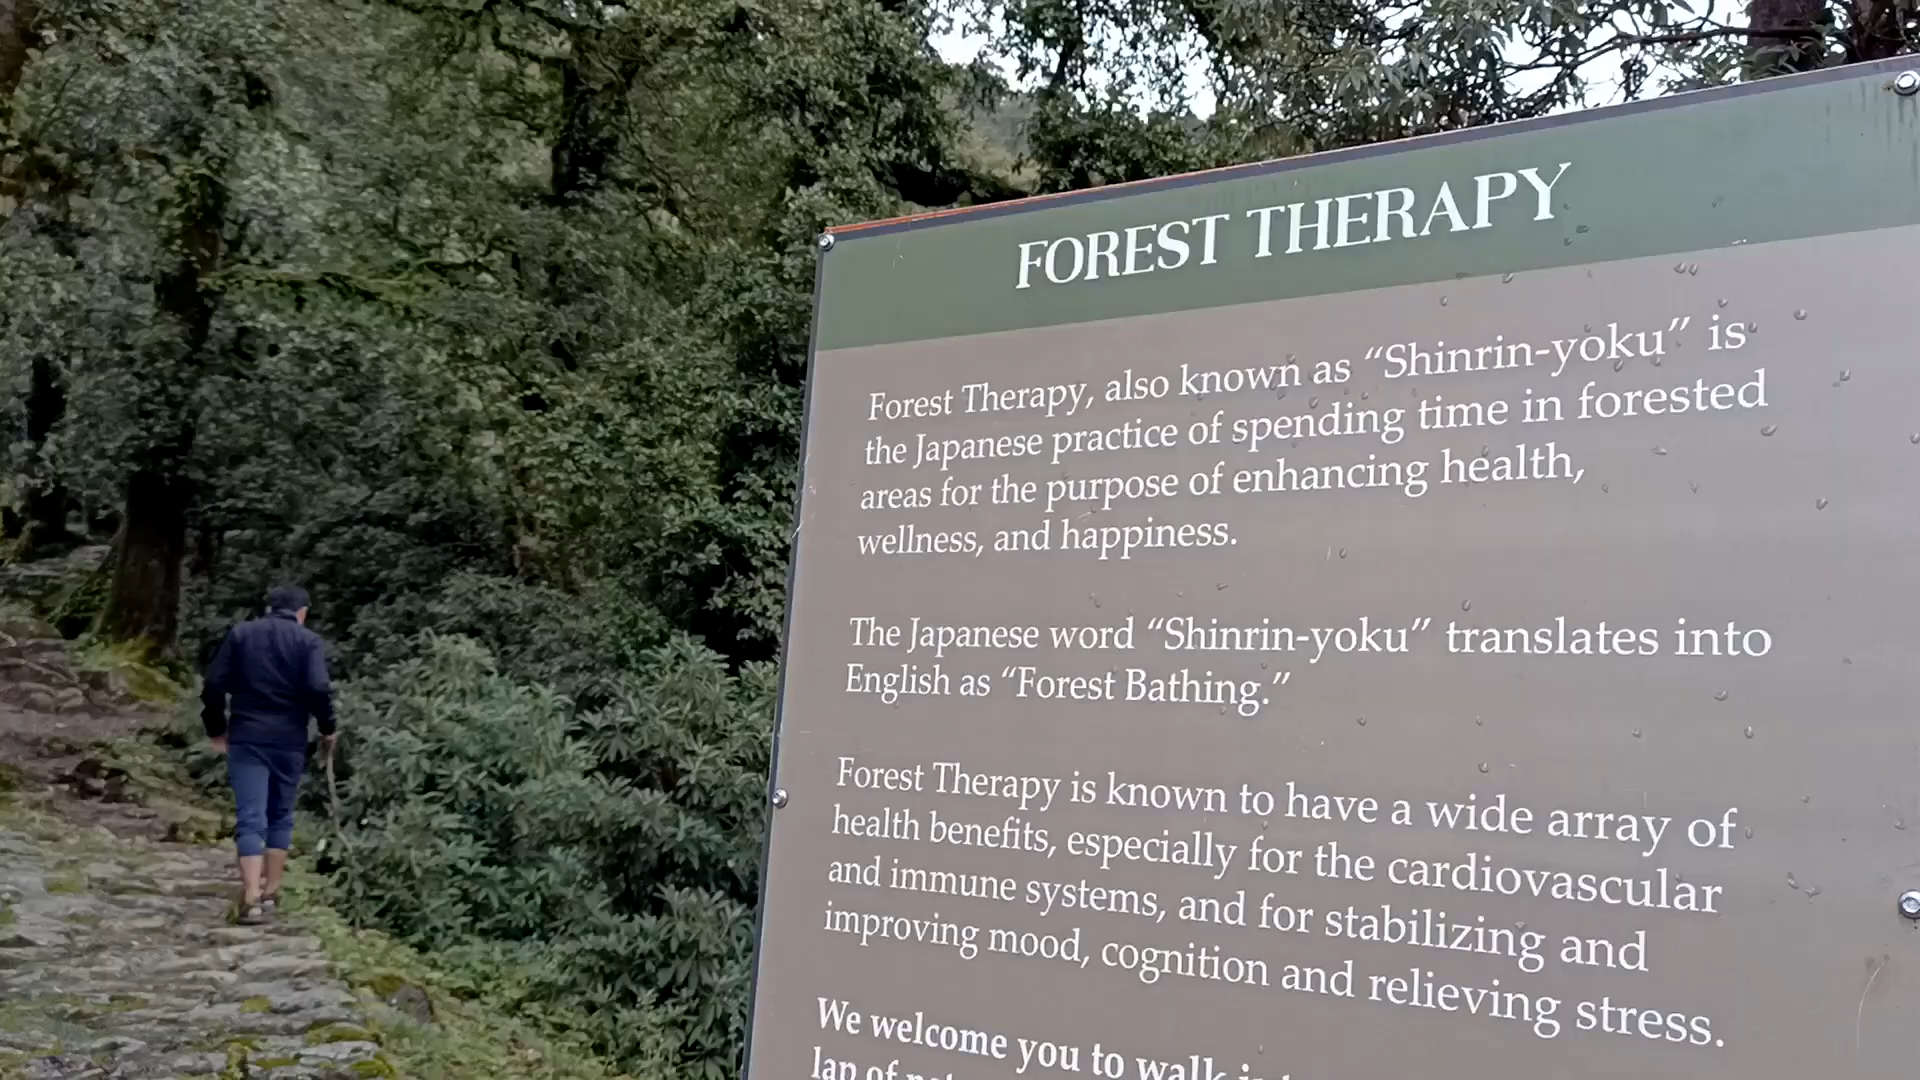 FOREST THERAPY
Forest Therapy, also known as “Shinrin-yoku” is
the Japanese practice of spending time in forested
areas for the purpose of enhancing health,
wellness, and happiness.
The Japanese word “Shinrin-yoku” translates into
English as “Forest Bathing.”
Forest Therapy is known to have a wide array of
health benefits, especially for the cardiovascular
and immune systems, and for stabilizing and
improving mood, cognition and relieving stress.
We welcome you to walk
lap of